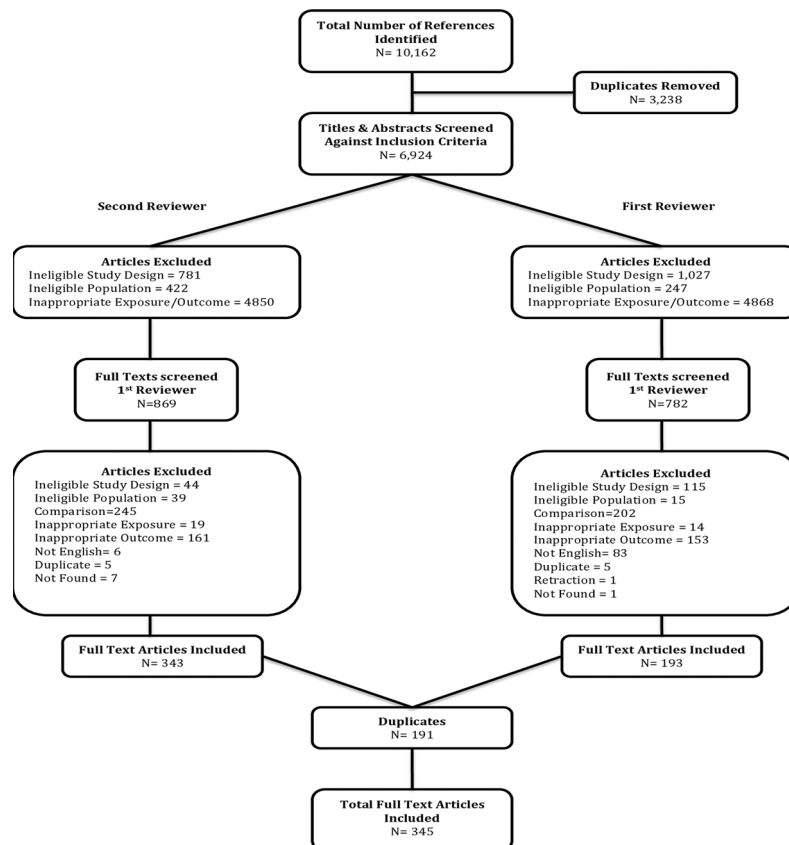 Total Number of References
Identified
N= 10,162
Duplicates Removed
N= 3,238
Titles & Abstracts Screened
Against Inclusion Criteria
N= 6,924
Second Reviewer
First Reviewer
Articles Excluded
Ineligible Study Design = 781
Ineligible Population = 422
Inappropriate Exposure/Outcome = 4850
Articles Excluded
Ineligible Study Design = 1,027
Ineligible Population = 247
Inappropriate Exposure/Outcome = 4868
Full Texts screened
1st Reviewer
N=869
Full Texts screened
1st Reviewer
N=782
Articles Excluded
Ineligible Study Design = 44
Ineligible Population = 39
Comparison=245
Inappropriate Exposure = 19
Inappropriate Outcome = 161
Not English= 6
Duplicate = 5
Not Found = 7
Articles Excluded
Ineligible Study Design = 115
Ineligible Population = 15
Comparison=202
Inappropriate Exposure = 14
Inappropriate Outcome = 153
Not English= 83
Duplicate = 5
Retraction = 1
Not Found = 1
Full Text Articles Included
N= 343
Full Text Articles Included
N= 193
Duplicates
N= 191
Total Full Text Articles
Included
N= 345